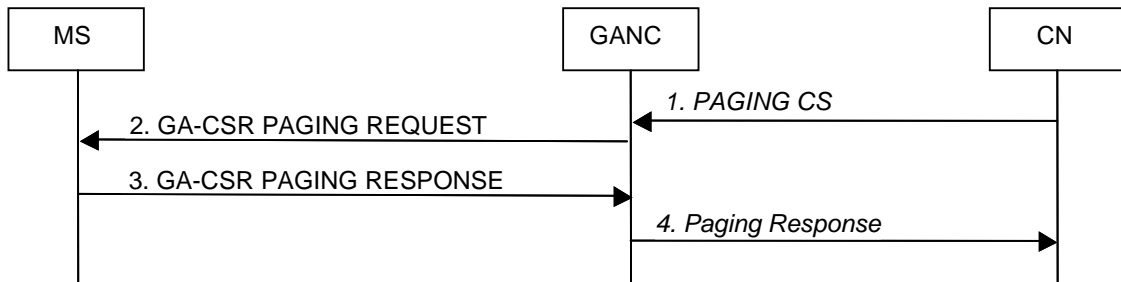 MS
GANC
CN
1. PAGING CS
2. GA-CSR PAGING REQUEST
3. GA-CSR PAGING RESPONSE
4. Paging Response